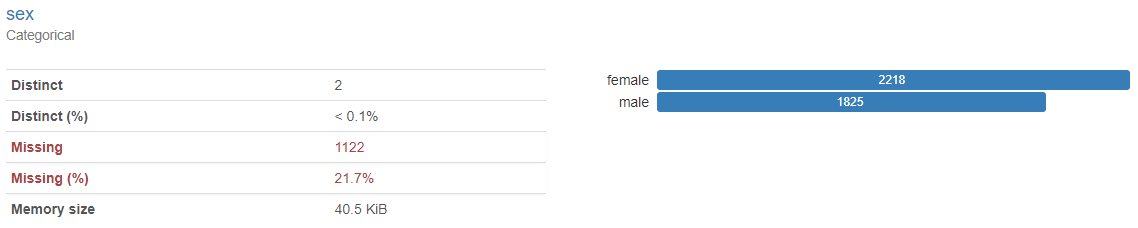 sex
Categorical
Distinct 2
Distinct (%) < 0.1%
Missing 1122
Missing (%) 21.7%
Memory size 40.5 KiB
female 2218
male 1825